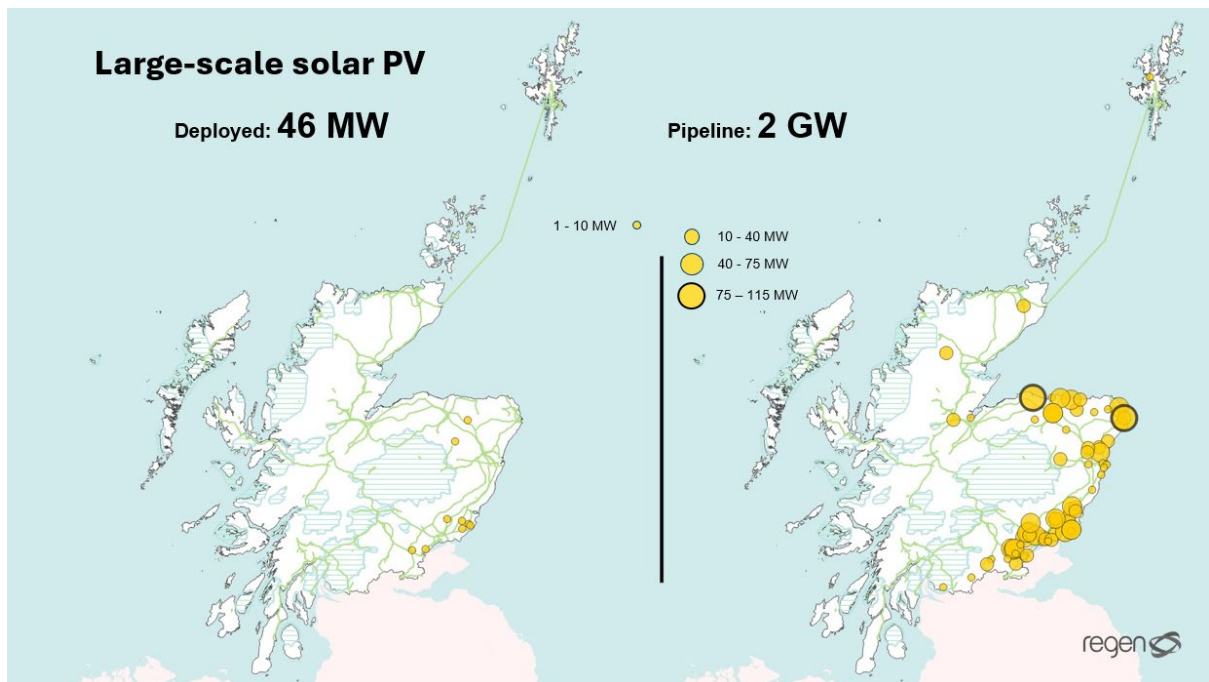 Large-scale solar PV
Deployed: 46 MW
Pipeline: 2 GW
1 - 10 MW
10 - 40 MW
40 - 75 MW
75 – 115 MW
regen